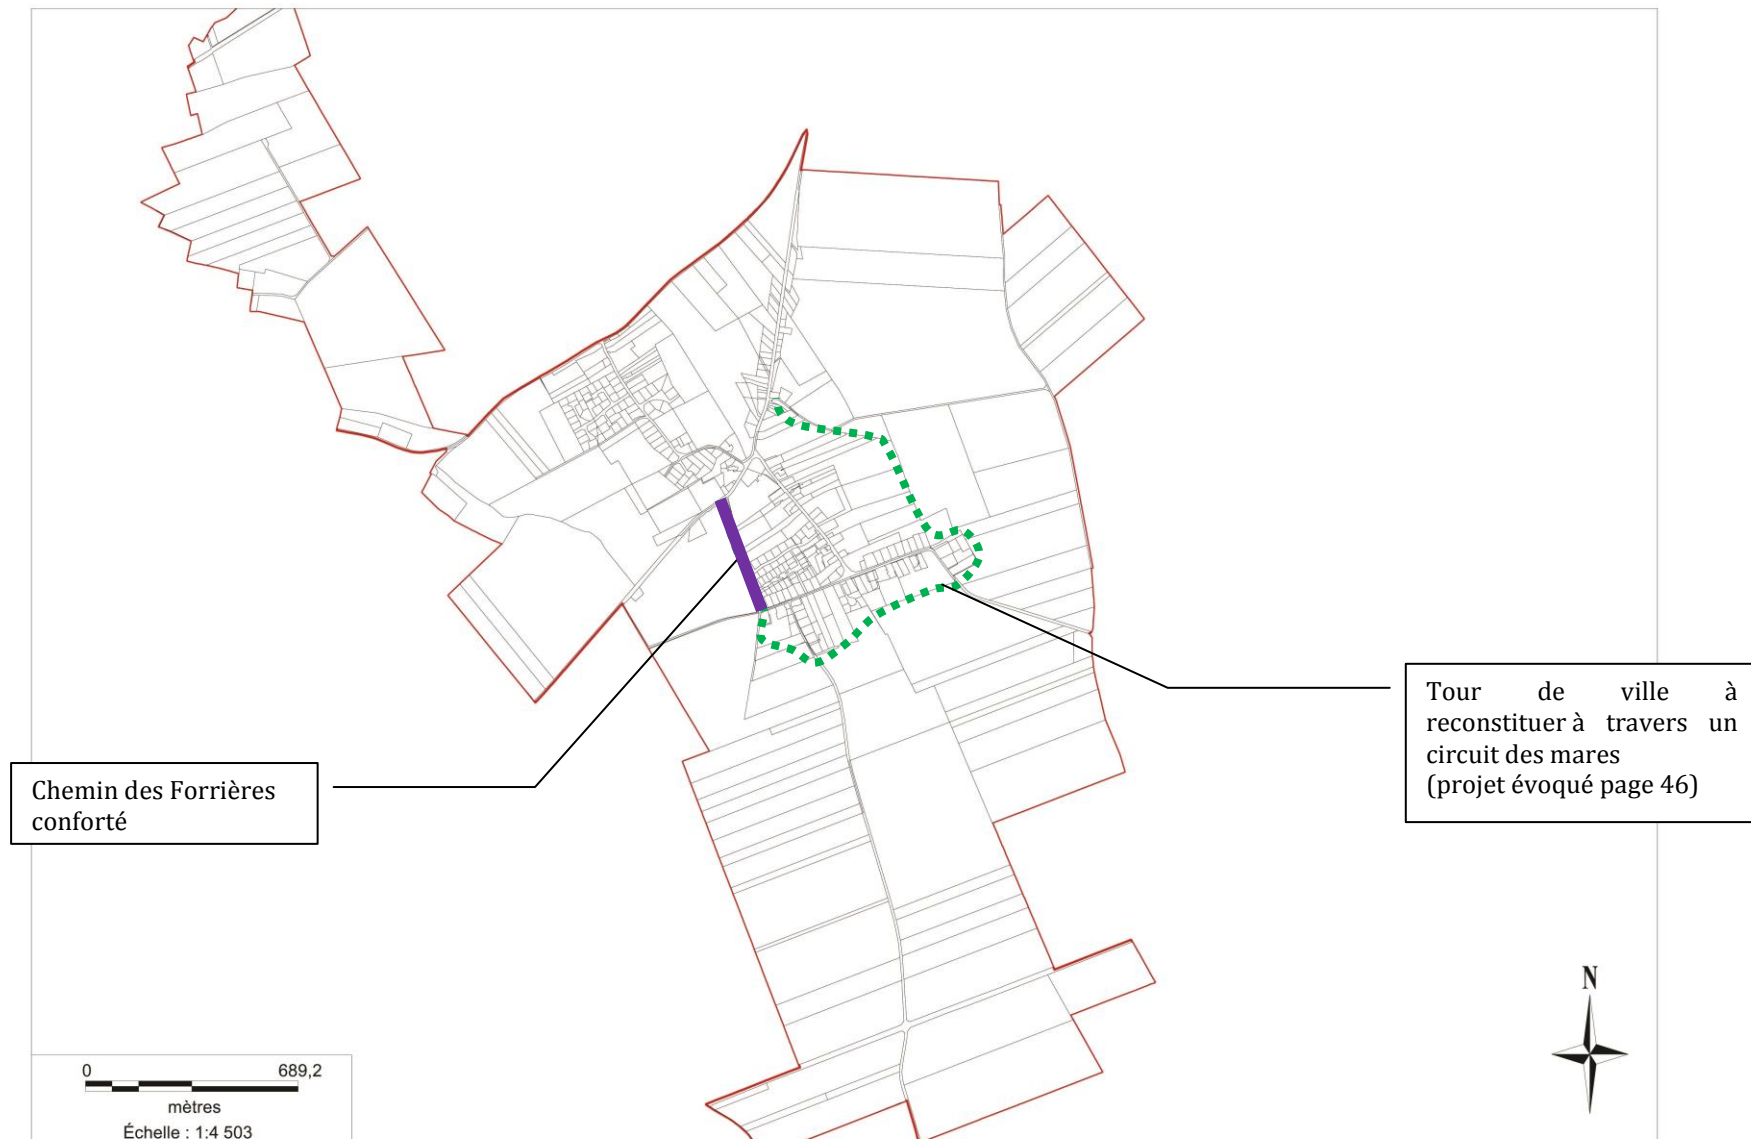 Chemin des Forrières
conforté
Tour de ville à
reconstituer à travers un
circuit des mares
(projet évoqué page 46)
N
0 689,2
mètres
Échelle : 1:4 503